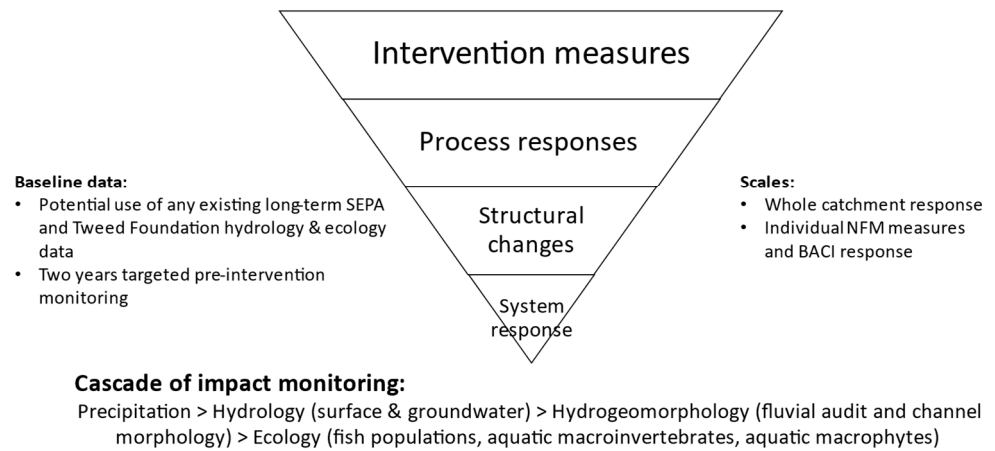 Intervention measures
Process responses
Structural
changes
System
response
Baseline data:
• Potential use of any existing long-term SEPA
and Tweed Foundation hydrology & ecology
data
• Two years targeted pre-intervention
monitoring
Scales:
• Whole catchment response
• Individual NFM measures
and BACI response
Cascade of impact monitoring:
Precipitation > Hydrology (surface & groundwater) > Hydrogeomorphology (fluvial audit and channel
morphology) > Ecology (fish populations, aquatic macroinvertebrates, aquatic macrophytes)